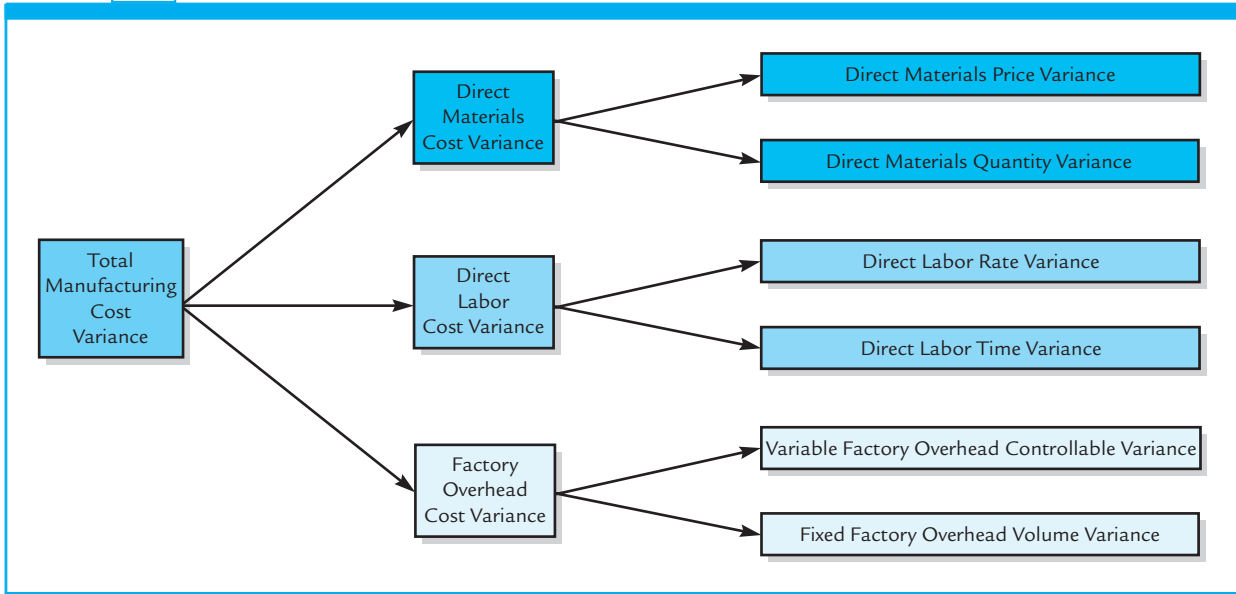 Direct
Materials
Cost Variance
Direct Materials Price Variance
Direct Materials Quantity Variance
Total
Manufacturing
Cost
Variance
Direct
Labor
Cost Variance
Direct Labor Rate Variance
Direct Labor Time Variance
Factory
Overhead
Cost Variance
Variable Factory Overhead Controllable Variance
Fixed Factory Overhead Volume Variance